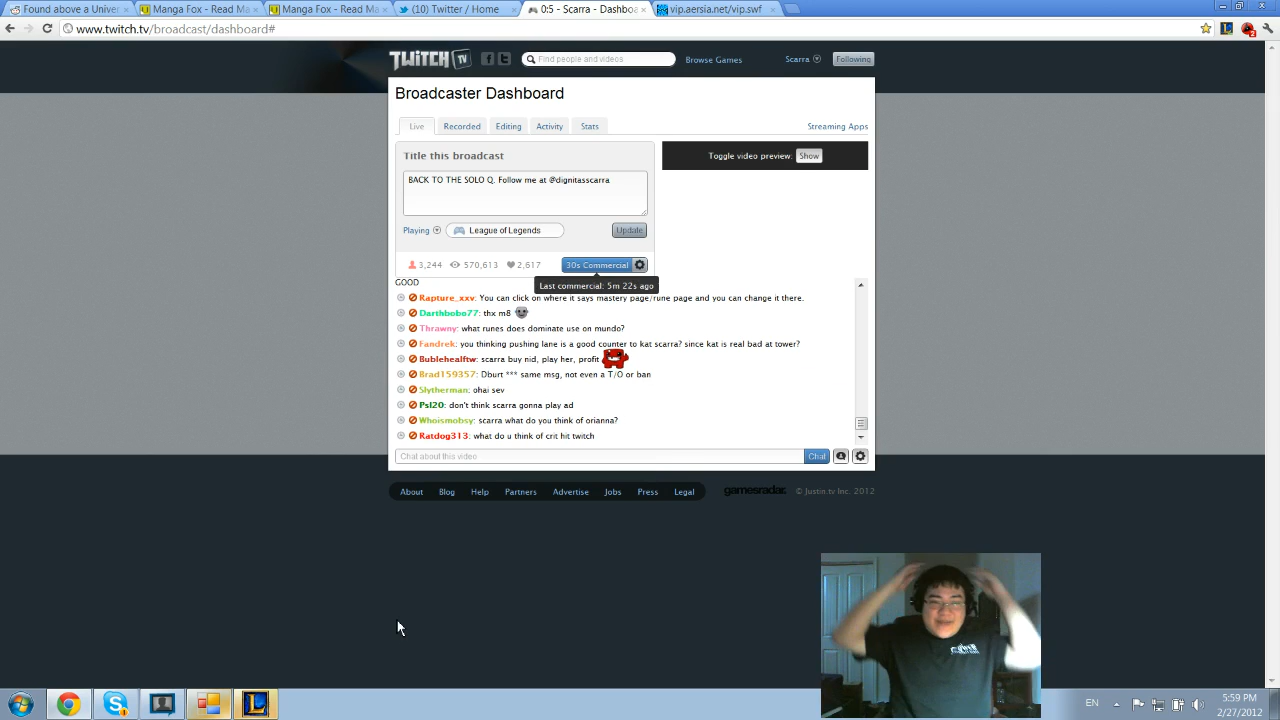 Found above a Univer
Manga Fox - Read Ma
Manga Fox - Read Ma
(10) Twitter / Home
0:5 - Scarra - Dashboa
vip.aersia.net/vip.swf
www.twitch.tv/broadcast/dashboard#
TWITCH TV
Find people and videos
Browse Games
Scarra
Following
Broadcaster Dashboard
Live Recorded Editing Activity Stats
Streaming Apps
Title this broadcast
Toggle video preview: Show
BACK TO THE SOLO Q. Follow me at @dignitasscarra
Playing League of Legends Update
3,244 570,613 2,617 30s Commercial
Last commercial: 5m 22s ago
GOOD
Rapture_xxv: You can click on where it says mastery page/rune page and you can change it there.
Darthbobo77: thx m8
Thrawny: what runes does dominate use on mundo?
Fandrek: you thinking pushing lane is a good counter to kat scarra? since kat is real bad at tower?
Bublehealftw: scarra buy nid, play her, profit
Brad159357: Dburt *** same msg, not even a T/O or ban
Slytherman: ohai sev
Psl20: don't think scarra gonna play ad
Whoismobsy: scarra what do you think of orianna?
Ratdog313: what do u think of crit hit twitch
Chat about this video
Chat
About Blog Help Partners Advertise Jobs Press Legal
gamesradar. © Justin.tv Inc. 2012
EN
5:59 PM
2/27/2012